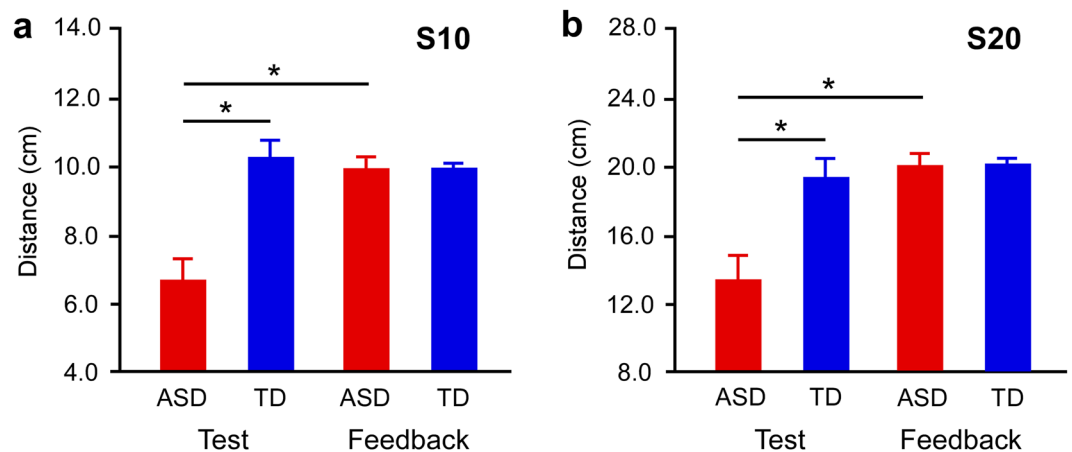 a
S10
14.0
12.0
10.0
8.0
6.0
4.0
Distance (cm)
*
*
ASD TD ASD TD
Test Feedback
b
S20
28.0
24.0
20.0
16.0
12.0
8.0
Distance (cm)
*
*
ASD TD ASD TD
Test Feedback